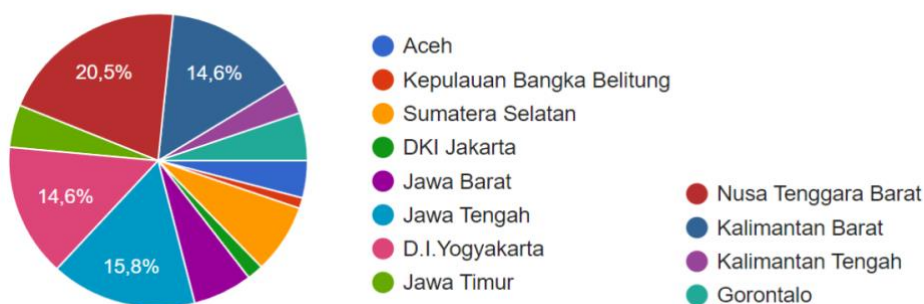 20,5%
14,6%
14,6%
15,8%
Aceh
Kepulauan Bangka Belitung
Sumatera Selatan
DKI Jakarta
Jawa Barat
Jawa Tengah
D.I.Yogyakarta
Jawa Timur
Nusa Tenggara Barat
Kalimantan Barat
Kalimantan Tengah
Gorontalo